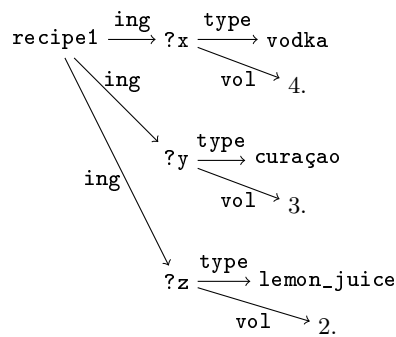 ing type
recipe1 ?x vodka
ing vol 4.
type
?y curaçao
ing vol 3.
type
?z lemon_juice
vol 2.